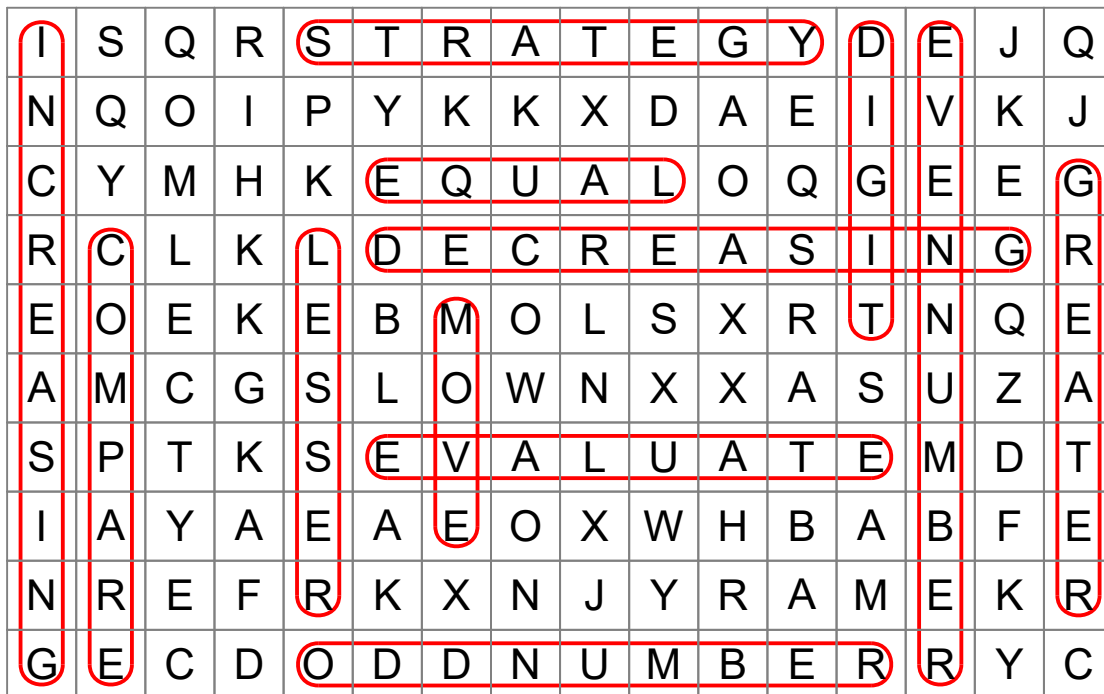 I S Q R S T R A T E G Y D E J Q
N Q O I P Y K K X D A E I V K J
C Y M H K E Q U A L O Q G E E G
R C L K L D E C R E A S I N G R
E O E K E B M O L S X R T N Q E
A M C G S L O W N X X A S U Z A
S P T K S E V A L U A T E M D T
I A Y A E A E O X W H B A B F E
N R E F R K X N J Y R A M E K R
G E C D O D D N U M B E R R Y C